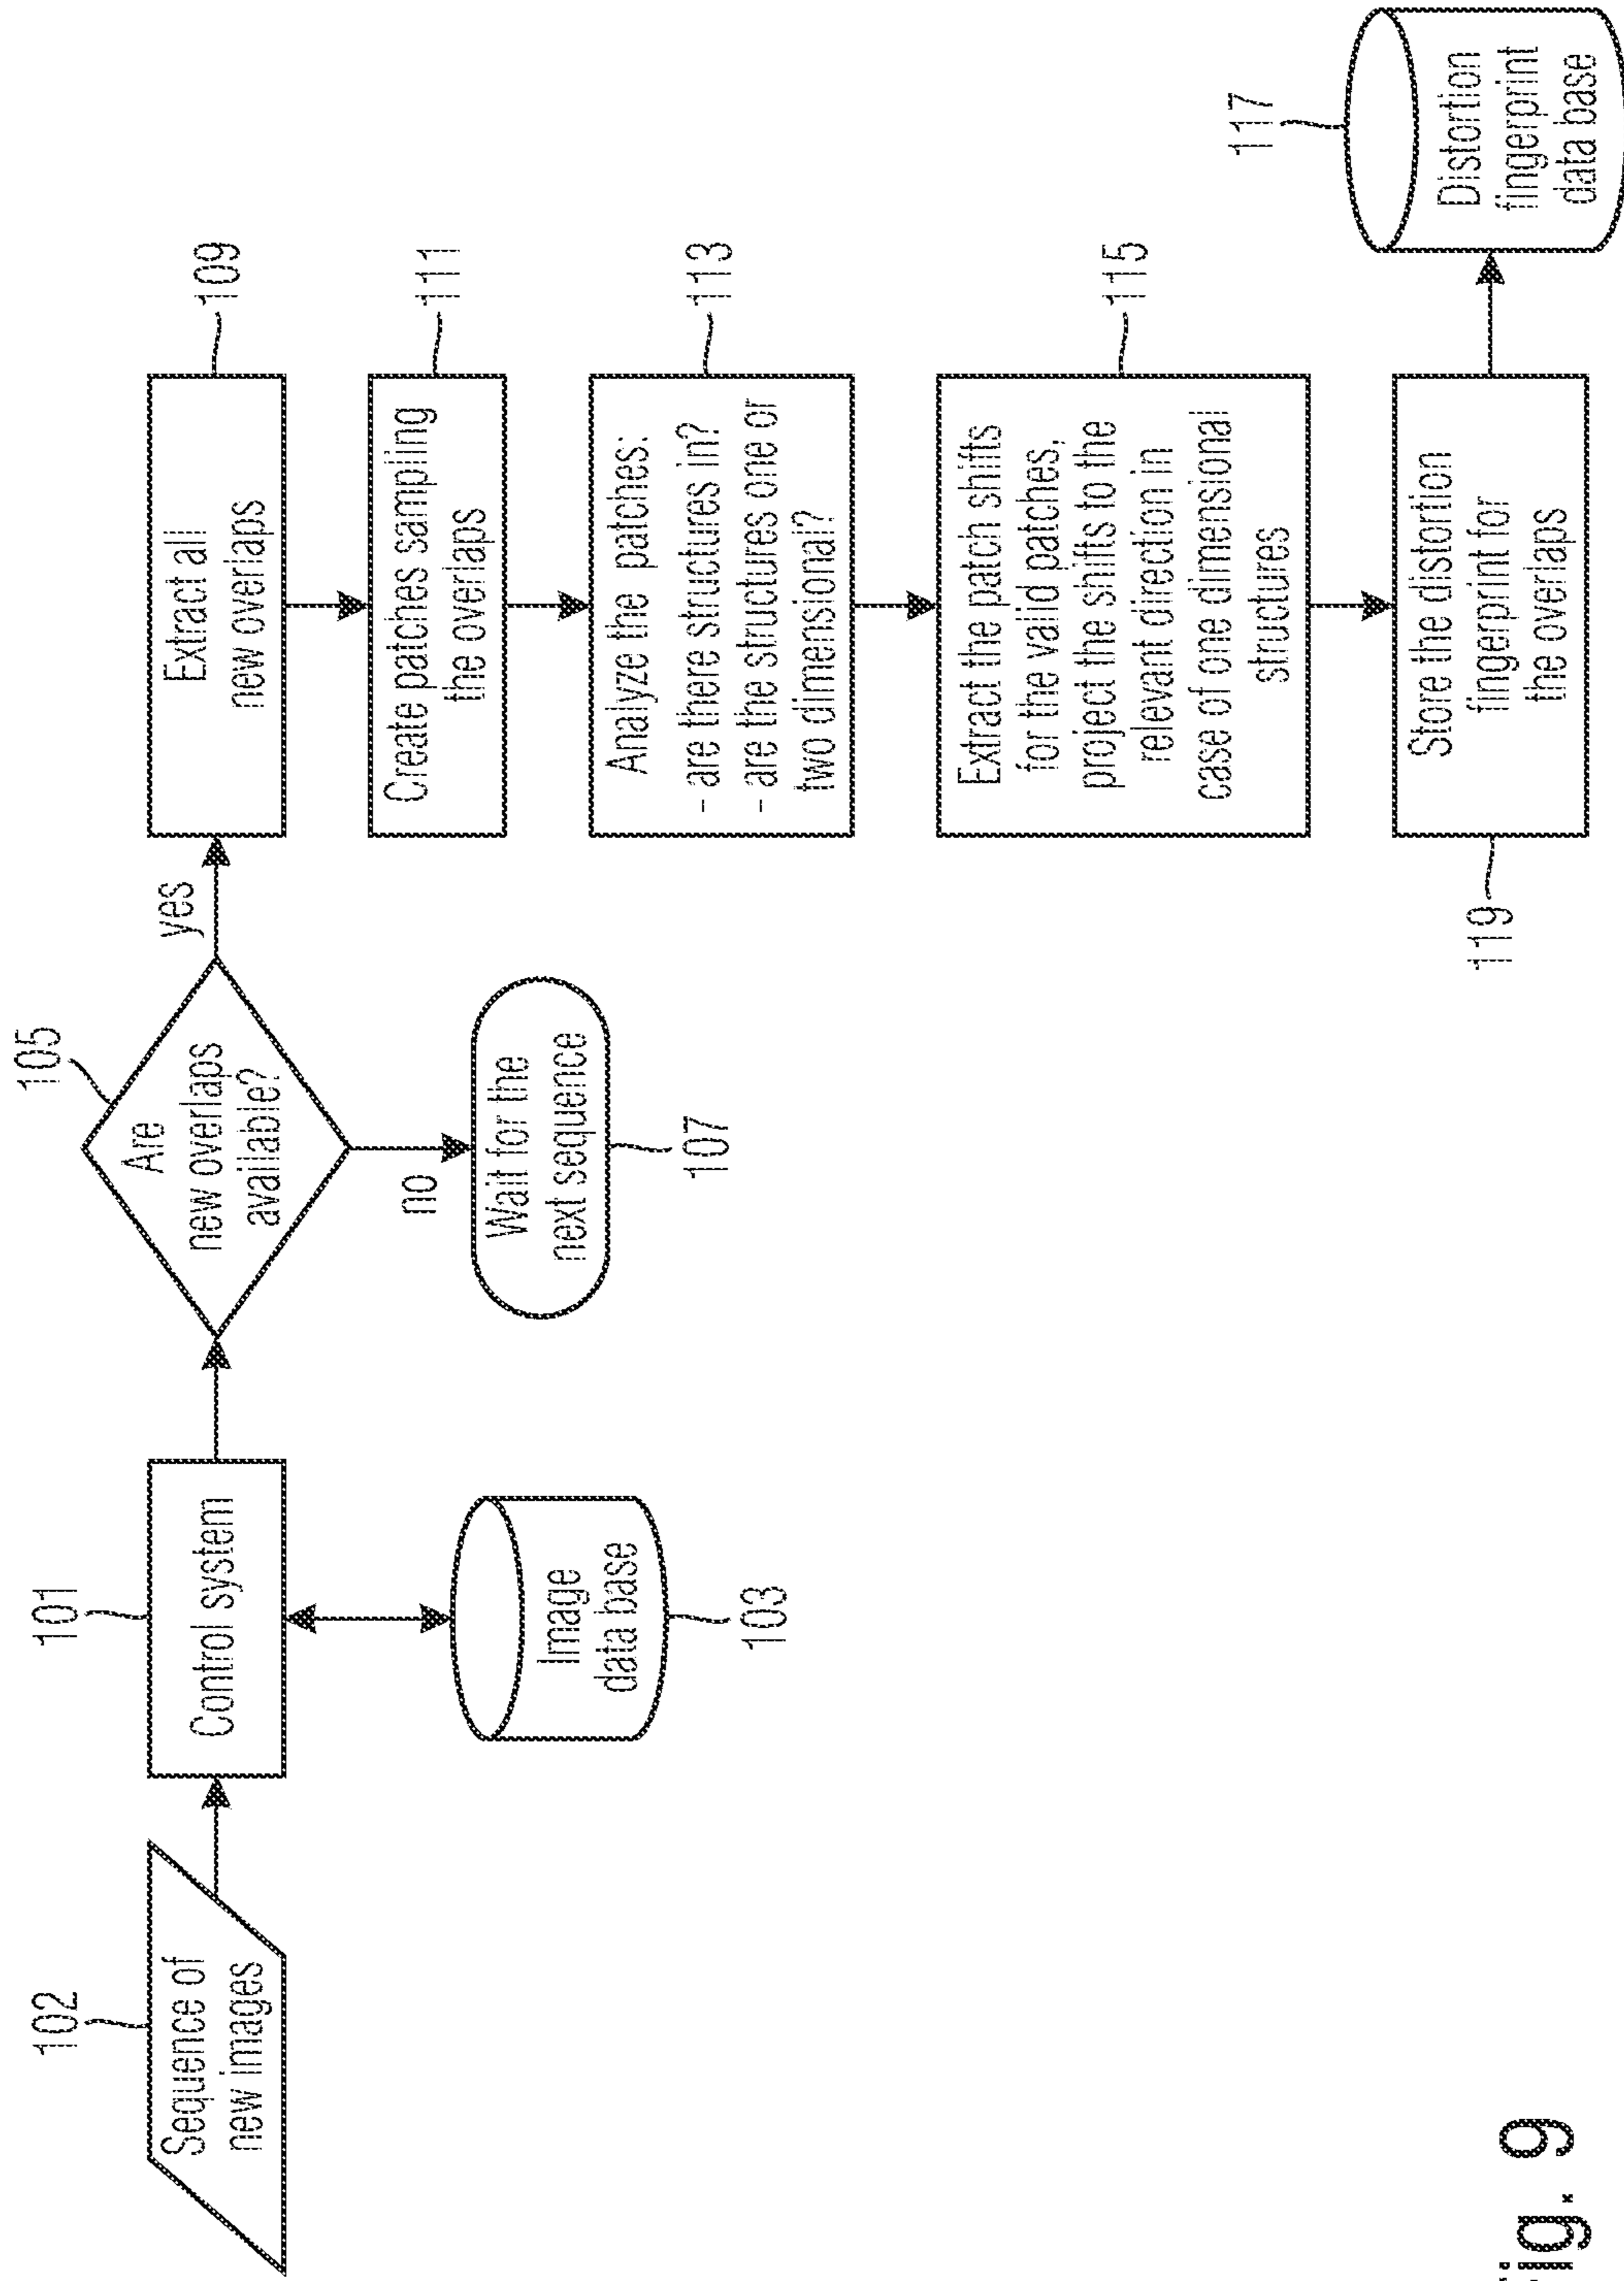 102
Sequence of
new images
101
Control system
Image
data base
103
105
Are
new overlaps
available?
yes
no
Wait for the
next sequence
107
Extract all
new overlaps
109
Create patches sampling
the overlaps
111
Analyze the patches:
- are there structures in?
- are the structures one or
two dimensional?
113
Extract the patch shifts
for the valid patches,
project the shifts to the
relevant direction in
case of one dimensional
structures
115
Store the distortion
fingerprint for
the overlaps
119
117
Distortion
fingerprint
data base
Fig. 9